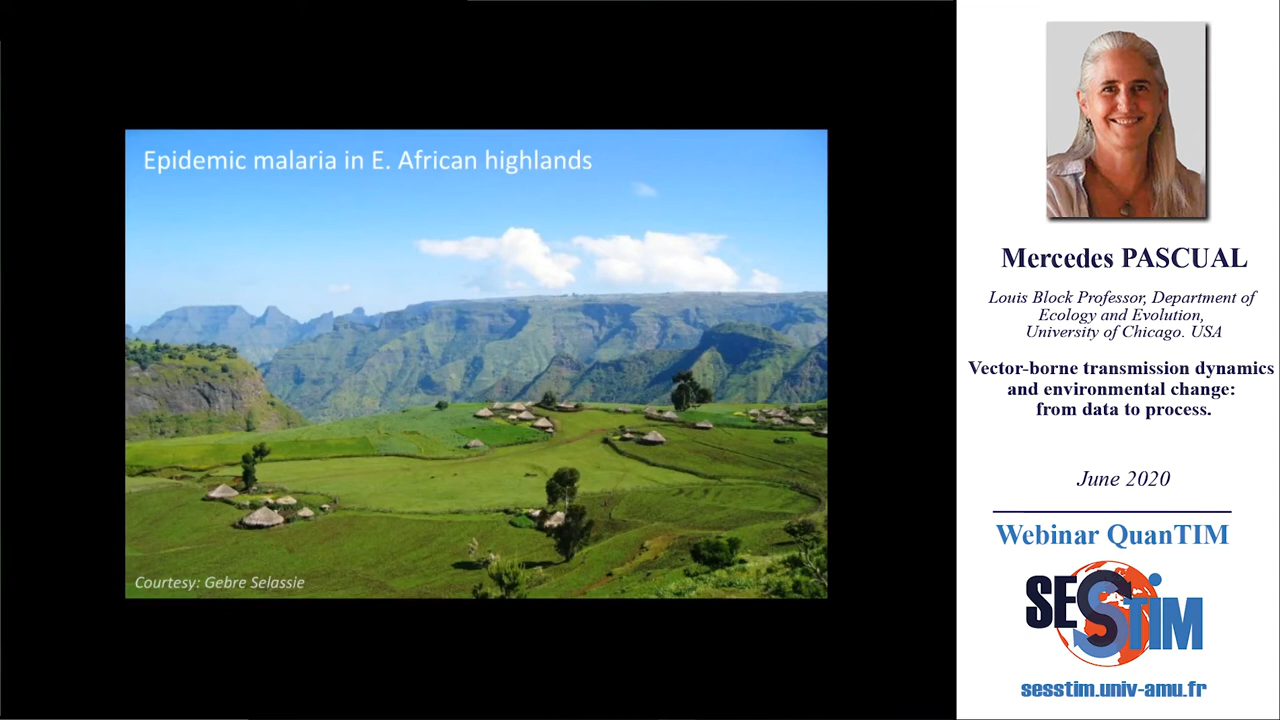 Epidemic malaria in E. African highlands
Courtesy: Gebre Selassie
Mercedes PASCUAL
Louis Block Professor, Department of
Ecology and Evolution,
University of Chicago. USA
Vector-borne transmission dynamics
and environmental change:
from data to process.
June 2020
Webinar QuanTIM
SESSTIM
sesstim.univ-amu.fr